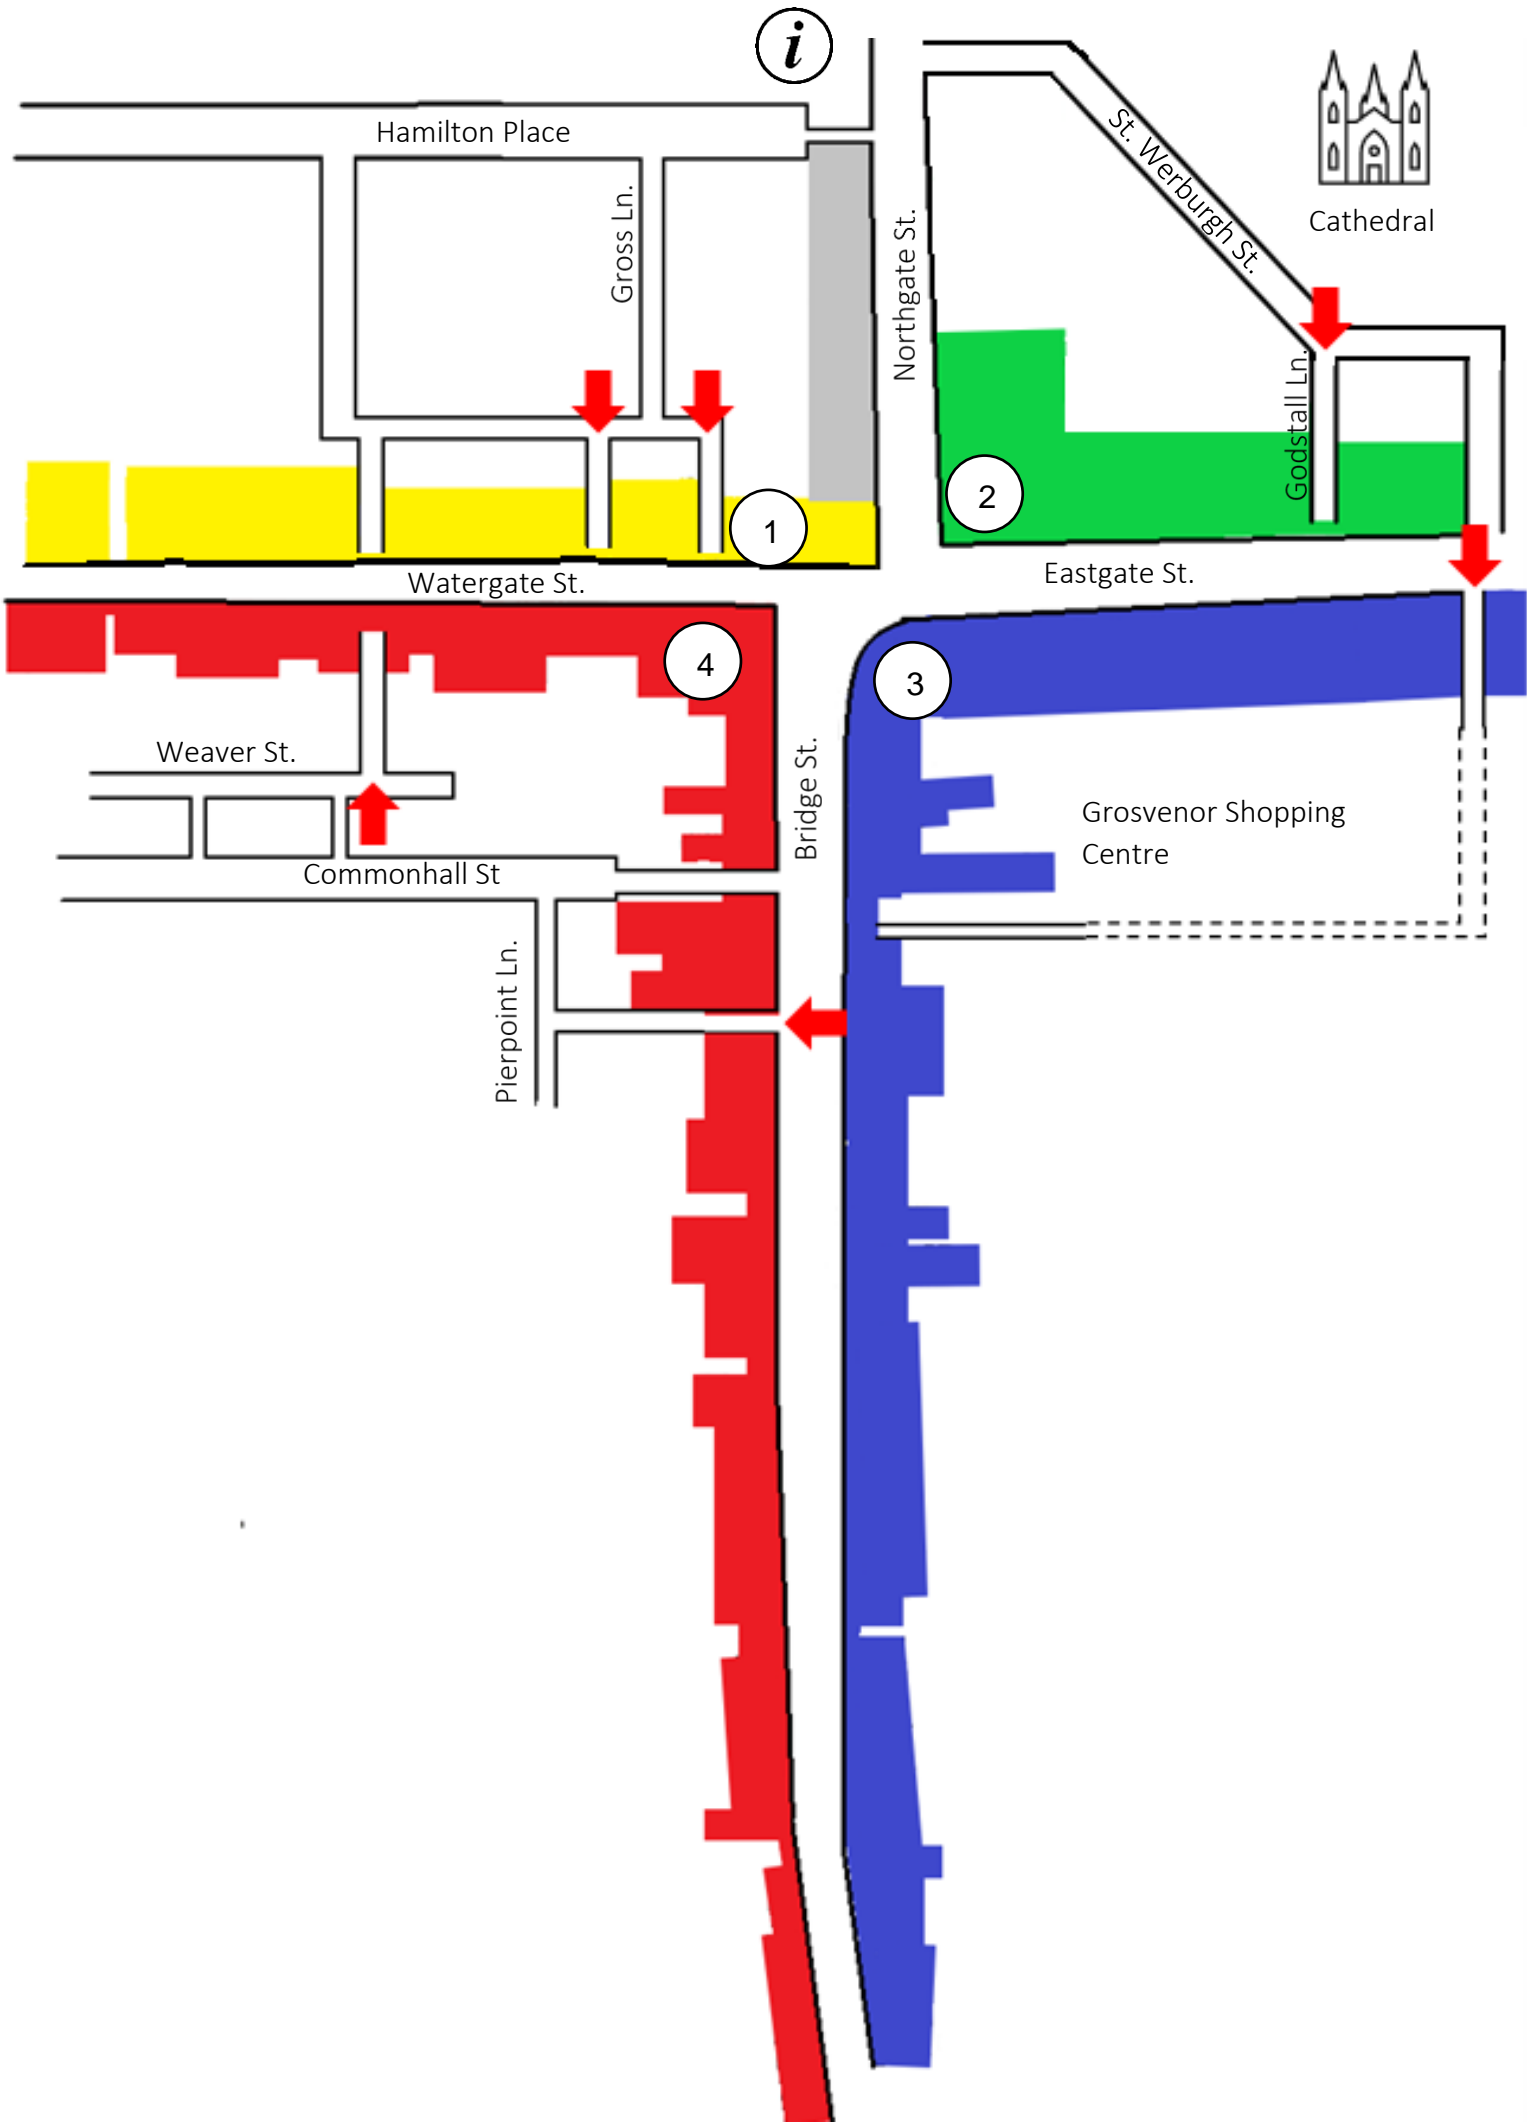 i
Hamilton Place
St. Werburgh St.
Cathedral
Gross Ln.
Northgate St.
Godstall Ln.
2
1
Watergate St.
Eastgate St.
4
3
Weaver St.
Bridge St.
Grosvenor Shopping
Centre
Commonhall St
Pierpoint Ln.